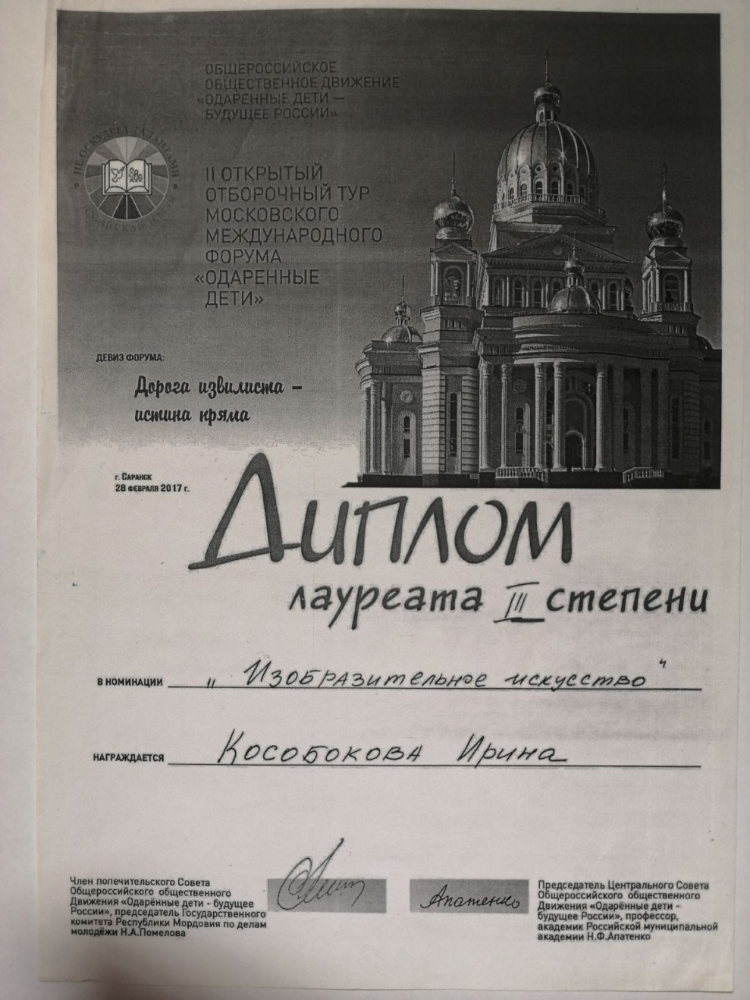 ОБЩЕРОССИЙСКОЕ
ОБЩЕСТВЕННОЕ ДВИЖЕНИЕ
«ОДАРЕННЫЕ ДЕТИ —
БУДУЩЕЕ РОССИИ»
НЕ ОСКУДЕЕТ ТАЛАНТАМИ
II ОТКРЫТЫЙ
ОТБОРОЧНЫЙ ТУР
МОСКОВСКОГО
МЕЖДУНАРОДНОГО
ФОРУМА
«ОДАРЕННЫЕ
ДЕТИ»
ДЕВИЗ ФОРУМА:
Дорога извилиста –
истина пряма
г. Саранск
28 февраля 2017 г.
Диплом
лауреата III степени
В НОМИНАЦИИ " Изобразительное искусство "
НАГРАЖДАЕТСЯ Кособокова Ирина
Член попечительского Совета
Общероссийского общественного
Движения «Одарённые дети - будущее
России», председатель Государственного
комитета Республики Мордовия по делам
молодёжи Н.А.Помелова
Апатенко
Председатель Центрального Совета
Общероссийского общественного
Движения «Одарённые дети -
будущее России», профессор,
академик Российской муниципальной
академии Н.Ф.Апатенко